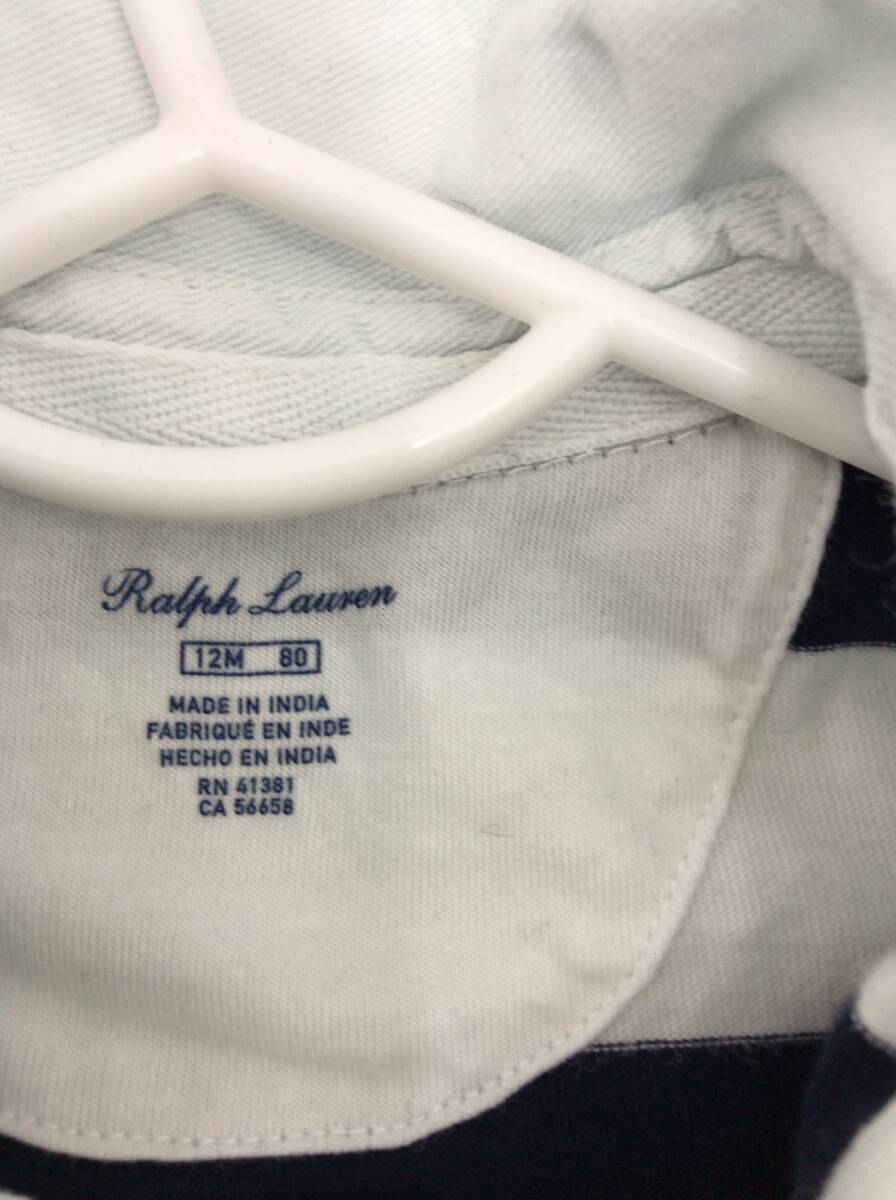 Ralph Lauren
12M 80
MADE IN INDIA
FABRIQUÉ EN INDE
HECHO EN INDIA
RN 41381
CA 56658